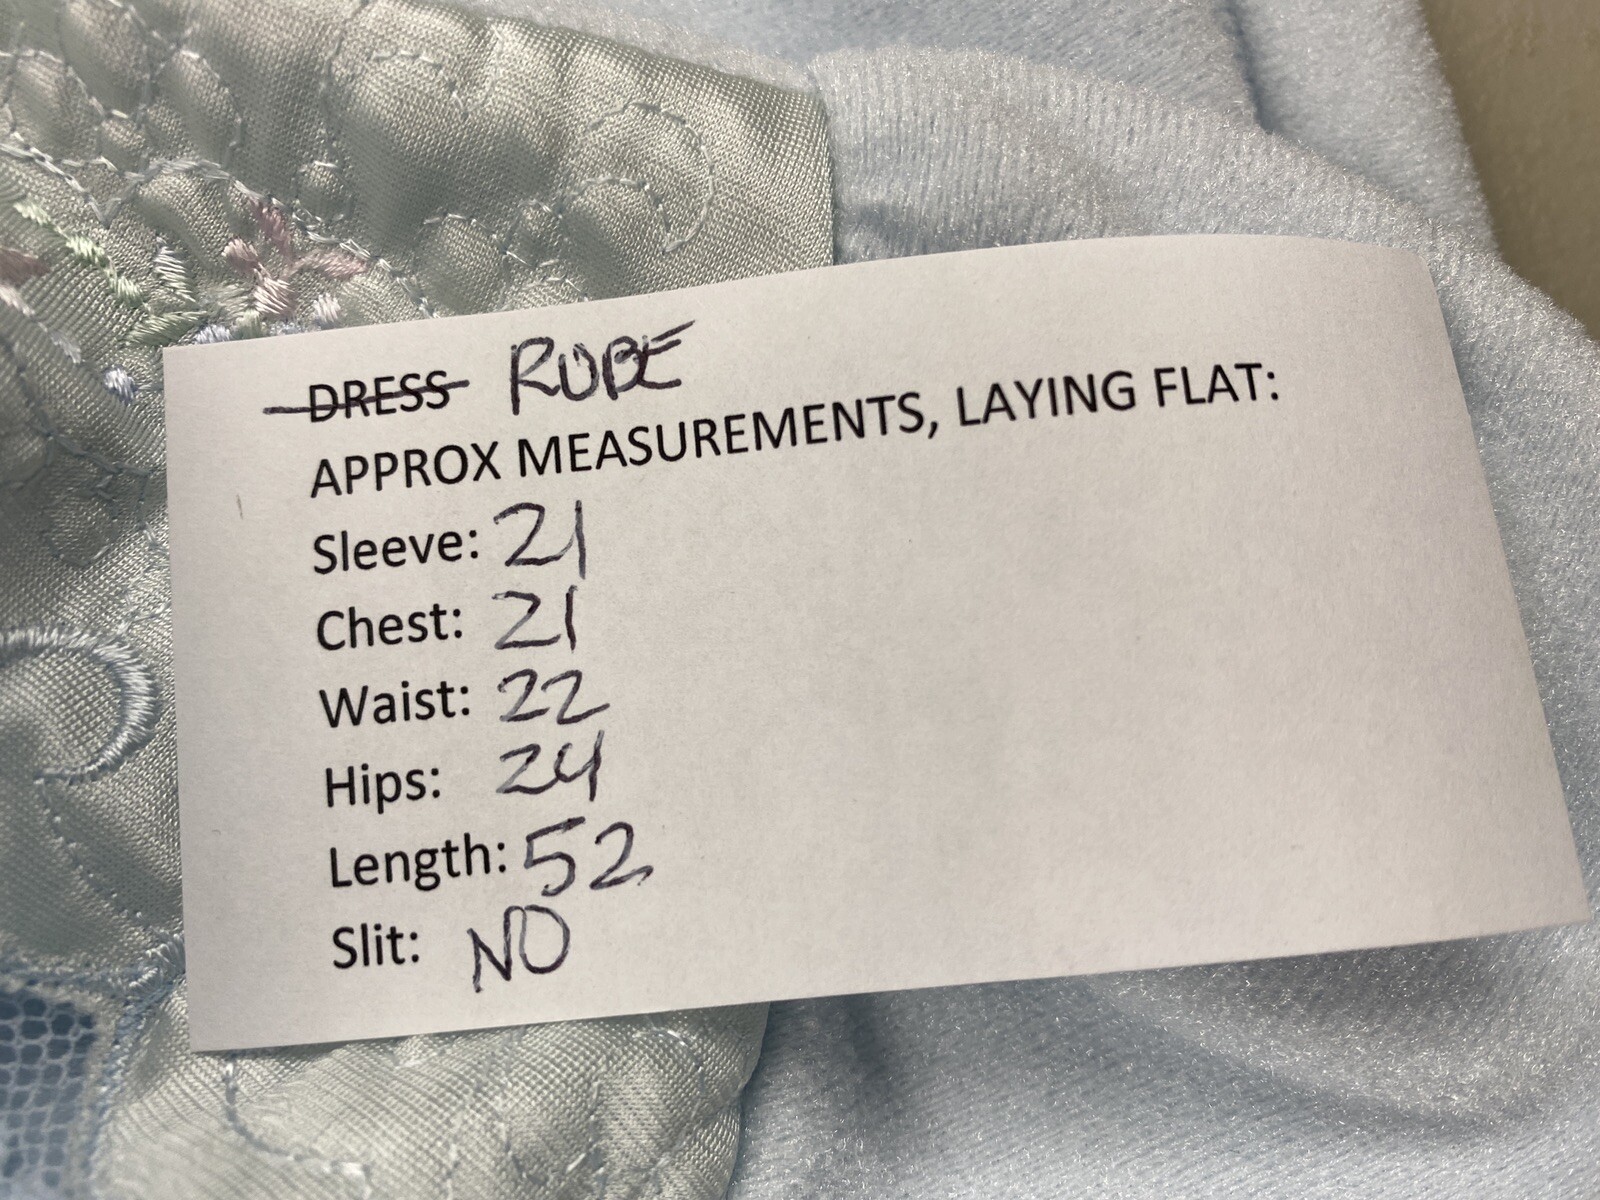 DRESS ROBE
APPROX MEASUREMENTS, LAYING FLAT:
Sleeve: 21
Chest: 21
Waist: 22
Hips: 24
Length: 52
Slit: NO